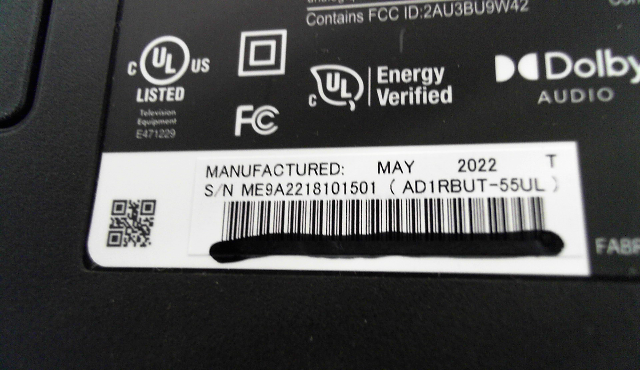 Contains FCC ID:2AU3BU9W42
c UL US
LISTED
Television
Equipment
E471229
FC
c UL Energy
Verified
Dolby
AUDIO
MANUFACTURED: MAY 2022 T
S/N ME9A2218101501 ( AD1RBUT-55UL )